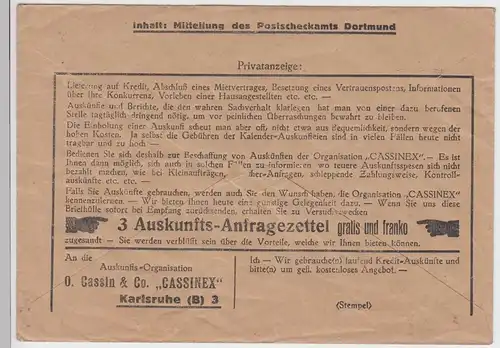 Inhalt: Mitteilung des Postscheckamts Dortmund
Privatanzeige:
Lieferung auf Kredit, Abschluß eines Mietvertrages, Besetzung eines Vertrauenspostens, Informationen
über Ihre Konkurrenz, Vorleben einer Hausangestellten etc. etc. —
Auskünfte und Berichte, die den wahren Sachverhalt klarlegen hat man von einer dazu berufenen
Stelle tagtäglich dringend nötig, um vor peinlichen Überraschungen bewahrt zu bleiben.
Die Einholung einer Auskunft scheut man aber oft, nicht etwa aus Bequemlichkeit, sondern wegen der
hohen Kosten. Ja selbst die Gebühren der Kalender-Auskunfteien sind in vielen Fällen heute nicht
tragbar und zu hoch —
Bedienen Sie sich deshalb zur Beschaffung von Auskünften der Organisation „CASSINEX“. — Es ist
Ihnen dann möglich, sich auch in solchen Fällen zu informieren wo teuere Auskunftsspesen sich nicht
bezahlt machen, wie bei Kleinaufträgen, cher-Anfragen, schleppende Zahlungsweise, Kontroll-
auskünfte etc. etc. —
Falls Sie Auskünfte gebrauchen, werden auch Sie den Wunsch haben, die Organisation „CASSINEX“
kennenzulernen. — Wir bieten Ihnen heute eine günstige Gelegenheit dazu. — Wenn Sie uns diese
Briefhülle sofort bei Empfang zurücksenden, erhalten Sie zu Versuchszwecken
3 Auskunfts-Anfragezettel gratis und franko
zugesandt — Sie werden verblüfft sein über die Vorteile, welche wir Ihnen bieten können.
An die
Auskunfts-Organisation
O. Cassin & Co. „CASSINEX“
Karlsruhe (B) 3
Ich — Wir gebrauche(n) laufend Kredit-Auskünfte und
bitte(n) um gefl. kostenloses Angebot. —
(Stempel)